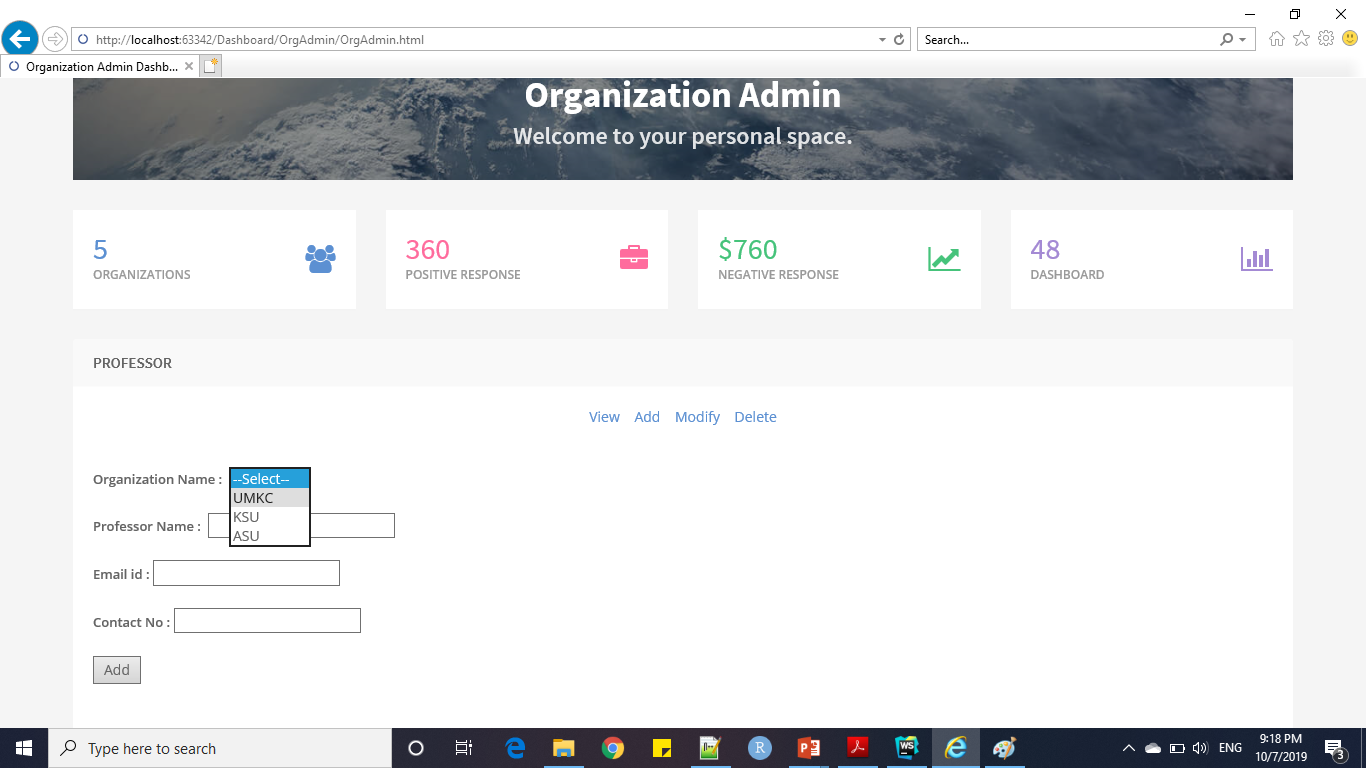 http://localhost:63342/Dashboard/OrgAdmin/OrgAdmin.html
Search...
Organization Admin Dashb...
Organization Admin
Welcome to your personal space.
5
ORGANIZATIONS
360
POSITIVE RESPONSE
$760
NEGATIVE RESPONSE
48
DASHBOARD
PROFESSOR
View Add Modify Delete
Organization Name : --Select--
UMKC
KSU
ASU
Professor Name :
Email id :
Contact No :
Add
Type here to search
R
WS
ENG
9:18 PM
10/7/2019
3